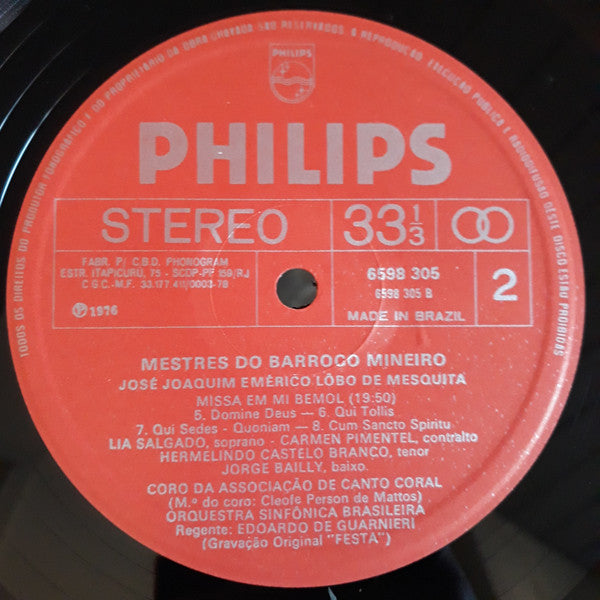 TODOS OS DIREITOS DO PRODUTOR FONOGRÁFICO E DO PROPRIETÁRIO DA OBRA GRAVADA SÃO RESERVADOS. A REPRODUÇÃO, EXECUÇÃO PÚBLICA E RADIODIFUSÃO DESTE DISCO ESTÃO PROIBIDAS
PHILIPS
PHILIPS
STEREO
33 1/3
FABR. P/ C.B.D. PHONOGRAM
ESTR. ITAPICURÚ, 75 - SCDP-PF 159/RJ
C.G.C.-M.F. 33.177.411/0003-78
Ⓟ 1976
6598 305
6598 305 B
2
MADE IN BRAZIL
MESTRES DO BARROCO MINEIRO
JOSÉ JOAQUIM EMÉRICO LÔBO DE MESQUITA
MISSA EM MI BEMOL (19:50)
5. Domine Deus — 6. Qui Tollis
7. Qui Sedes - Quoniam — 8. Cum Sancto Spiritu
LIA SALGADO, soprano - CARMEN PIMENTEL, contralto
HERMELINDO CASTELO BRANCO, tenor
JORGE BAILLY, baixo.
CORO DA ASSOCIAÇÃO DE CANTO CORAL
(M.º do coro: Cleofe Person de Mattos)
ORQUESTRA SINFÔNICA BRASILEIRA
Regente: EDOARDO DE GUARNIERI
(Gravação Original "FESTA")